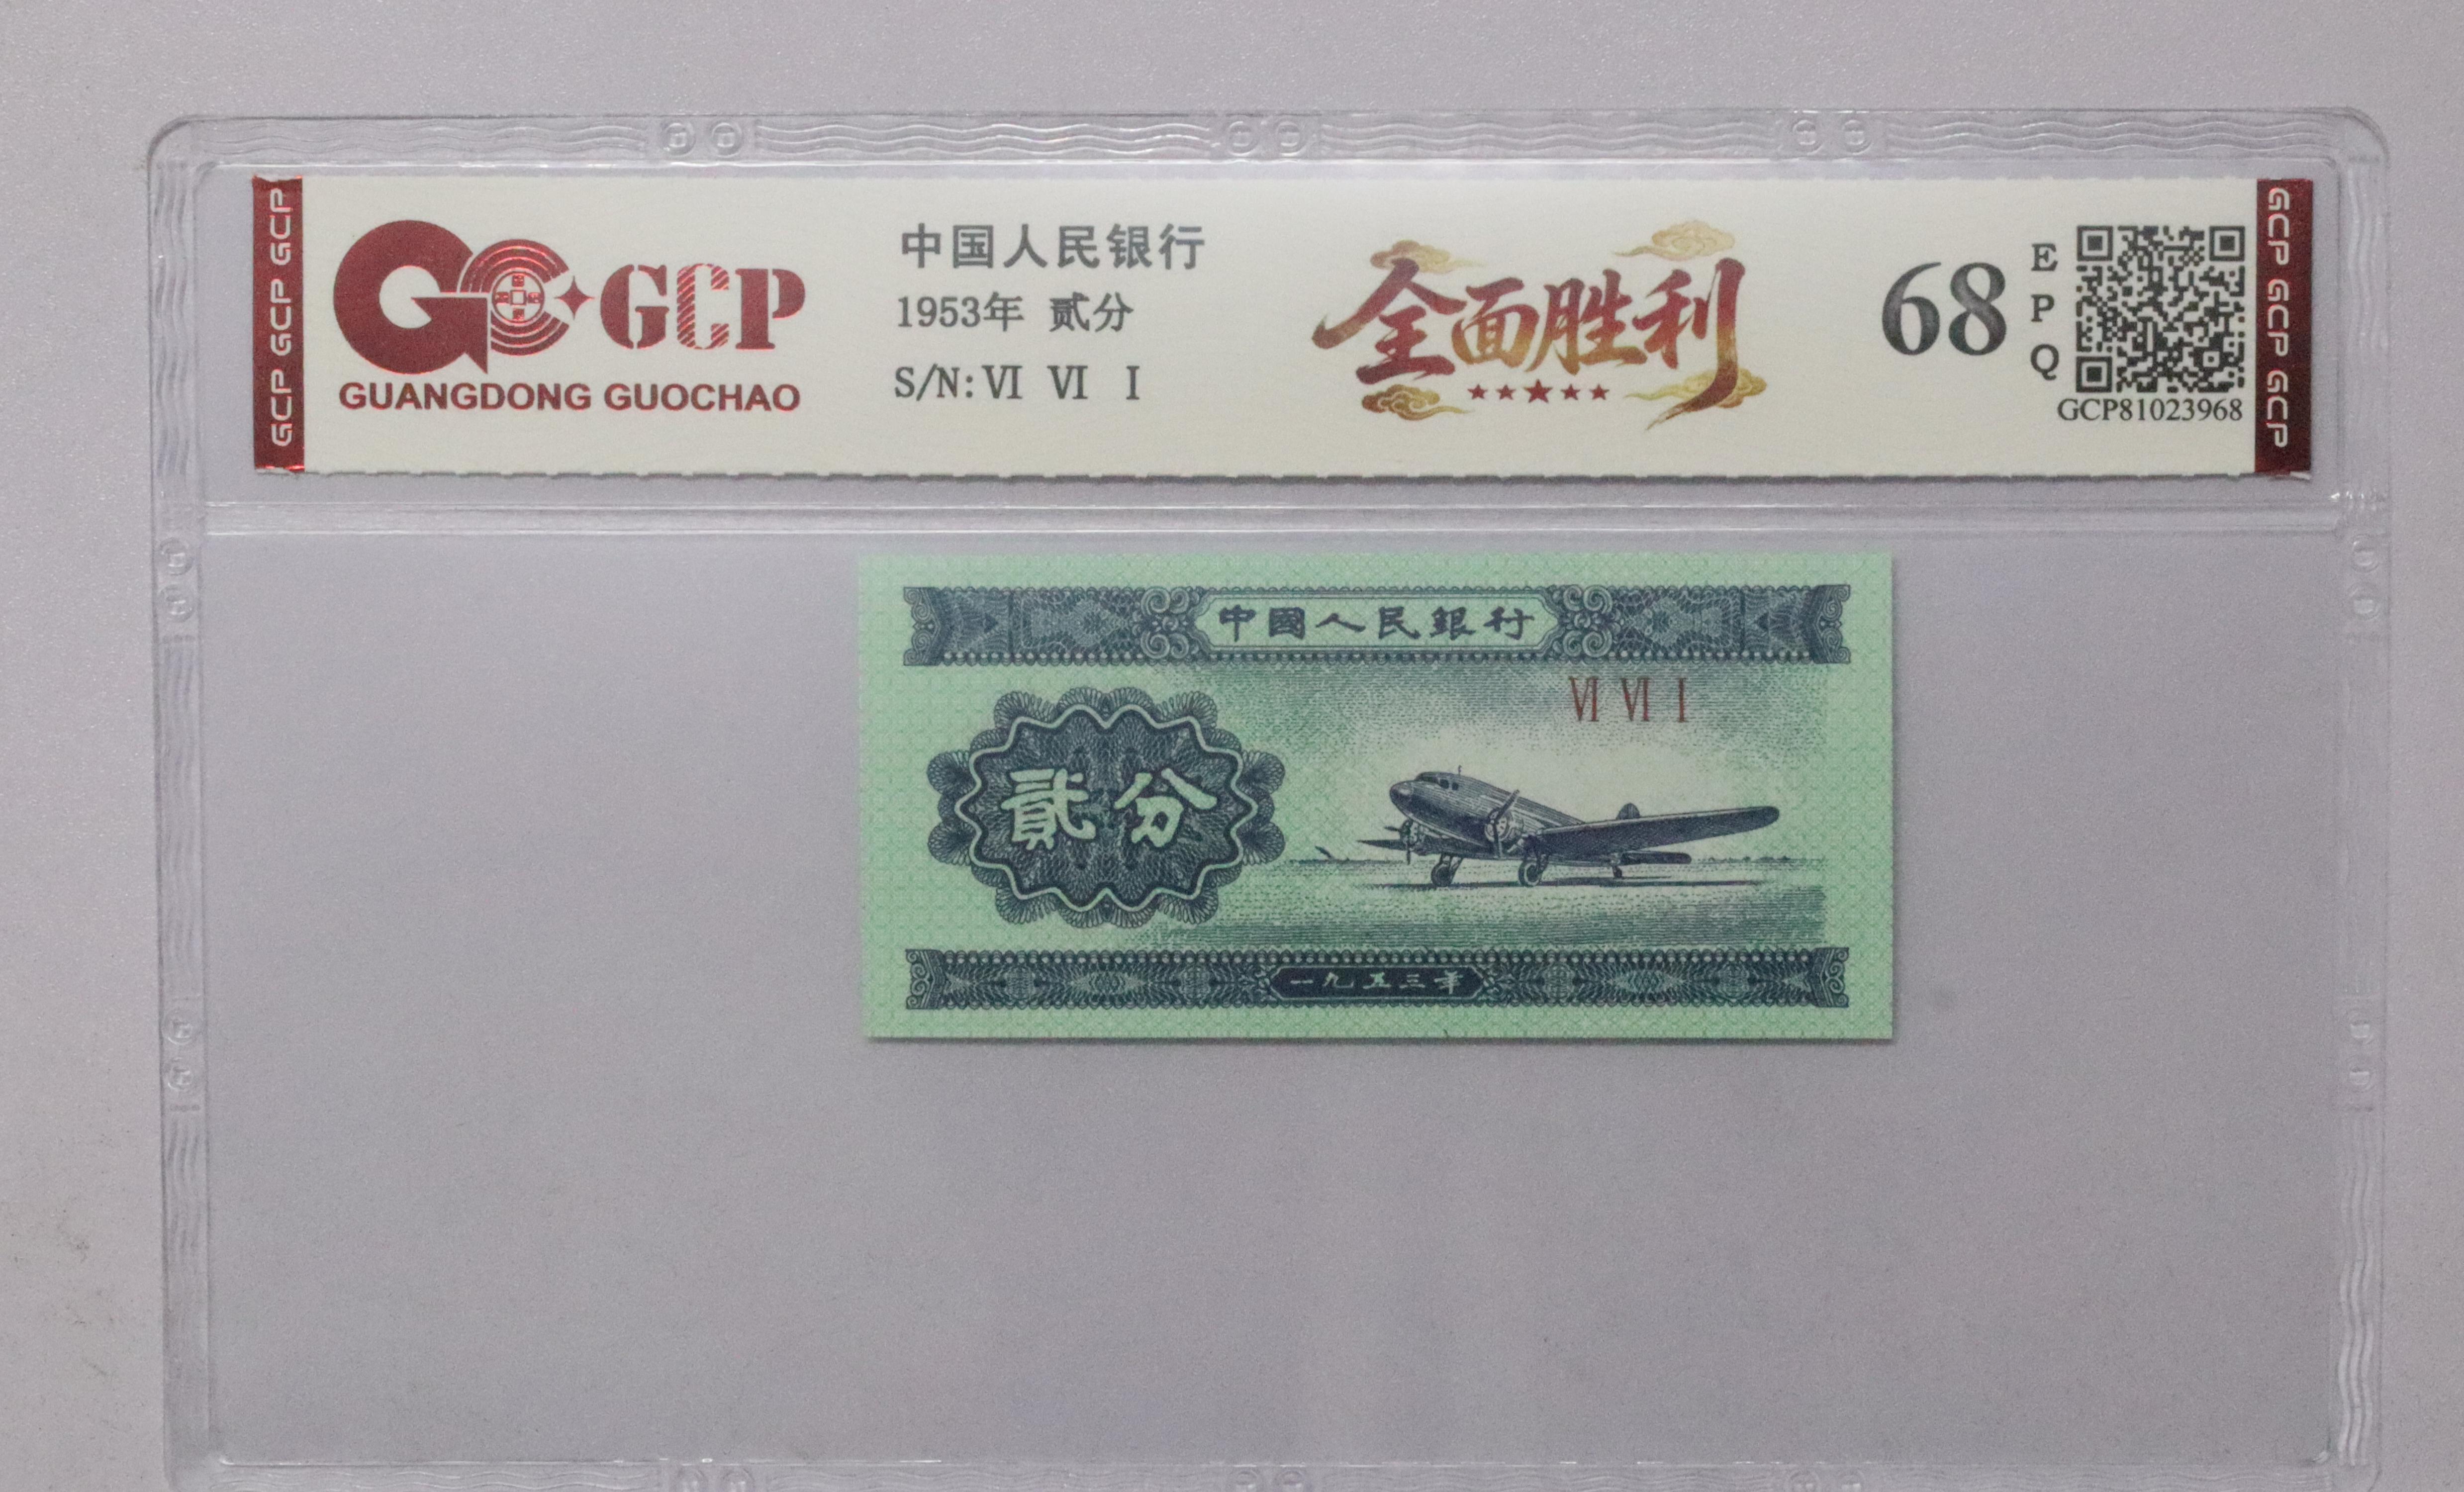 GCP GCP GCP
GCP
GUANGDONG GUOCHAO
中国人民银行
1953年 贰分
S/N: VI VI I
全面胜利
68
E
P
Q
GCP81023968
GCP GCP GCP
中國人民銀行
VI VI I
貳分
一九五三年